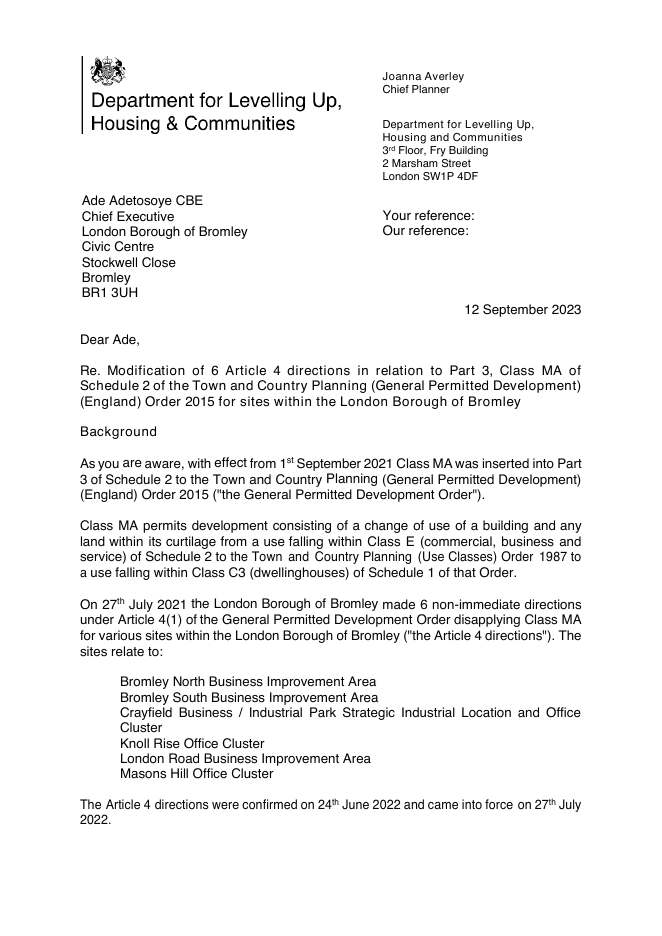 Department for Levelling Up,
Housing & Communities
Joanna Averley
Chief Planner
Department for Levelling Up,
Housing and Communities
3rd Floor, Fry Building
2 Marsham Street
London SW1P 4DF
Ade Adetosoye CBE
Chief Executive
London Borough of Bromley
Civic Centre
Stockwell Close
Bromley
BR1 3UH
Your reference:
Our reference:
12 September 2023
Dear Ade,
Re. Modification of 6 Article 4 directions in relation to Part 3, Class MA of
Schedule 2 of the Town and Country Planning (General Permitted Development)
(England) Order 2015 for sites within the London Borough of Bromley
Background
As you are aware, with effect from 1st September 2021 Class MA was inserted into Part
3 of Schedule 2 to the Town and Country Planning (General Permitted Development)
(England) Order 2015 ("the General Permitted Development Order").
Class MA permits development consisting of a change of use of a building and any
land within its curtilage from a use falling within Class E (commercial, business and
service) of Schedule 2 to the Town and Country Planning (Use Classes) Order 1987 to
a use falling within Class C3 (dwellinghouses) of Schedule 1 of that Order.
On 27th July 2021 the London Borough of Bromley made 6 non-immediate directions
under Article 4(1) of the General Permitted Development Order disapplying Class MA
for various sites within the London Borough of Bromley ("the Article 4 directions"). The
sites relate to:
Bromley North Business Improvement Area
Bromley South Business Improvement Area
Crayfield Business / Industrial Park Strategic Industrial Location and Office
Cluster
Knoll Rise Office Cluster
London Road Business Improvement Area
Masons Hill Office Cluster
The Article 4 directions were confirmed on 24th June 2022 and came into force on 27th July
2022.